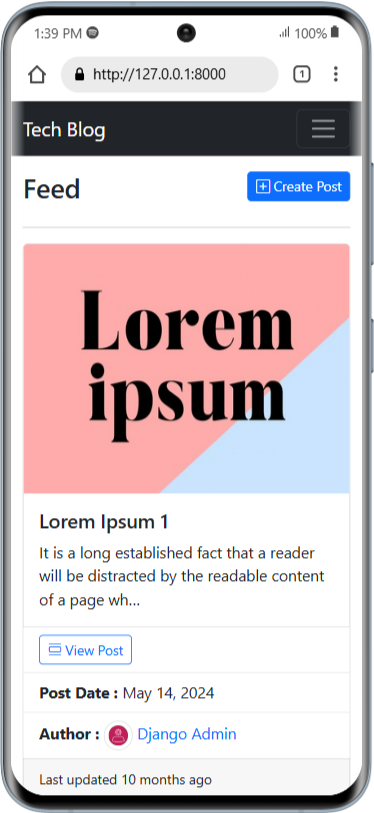 1:39 PM
100%
http://127.0.0.1:8000
1
Tech Blog
Feed
Create Post
Lorem
ipsum
Lorem Ipsum 1
It is a long established fact that a reader
will be distracted by the readable content
of a page wh...
View Post
Post Date : May 14, 2024
Author : Django Admin
Last updated 10 months ago